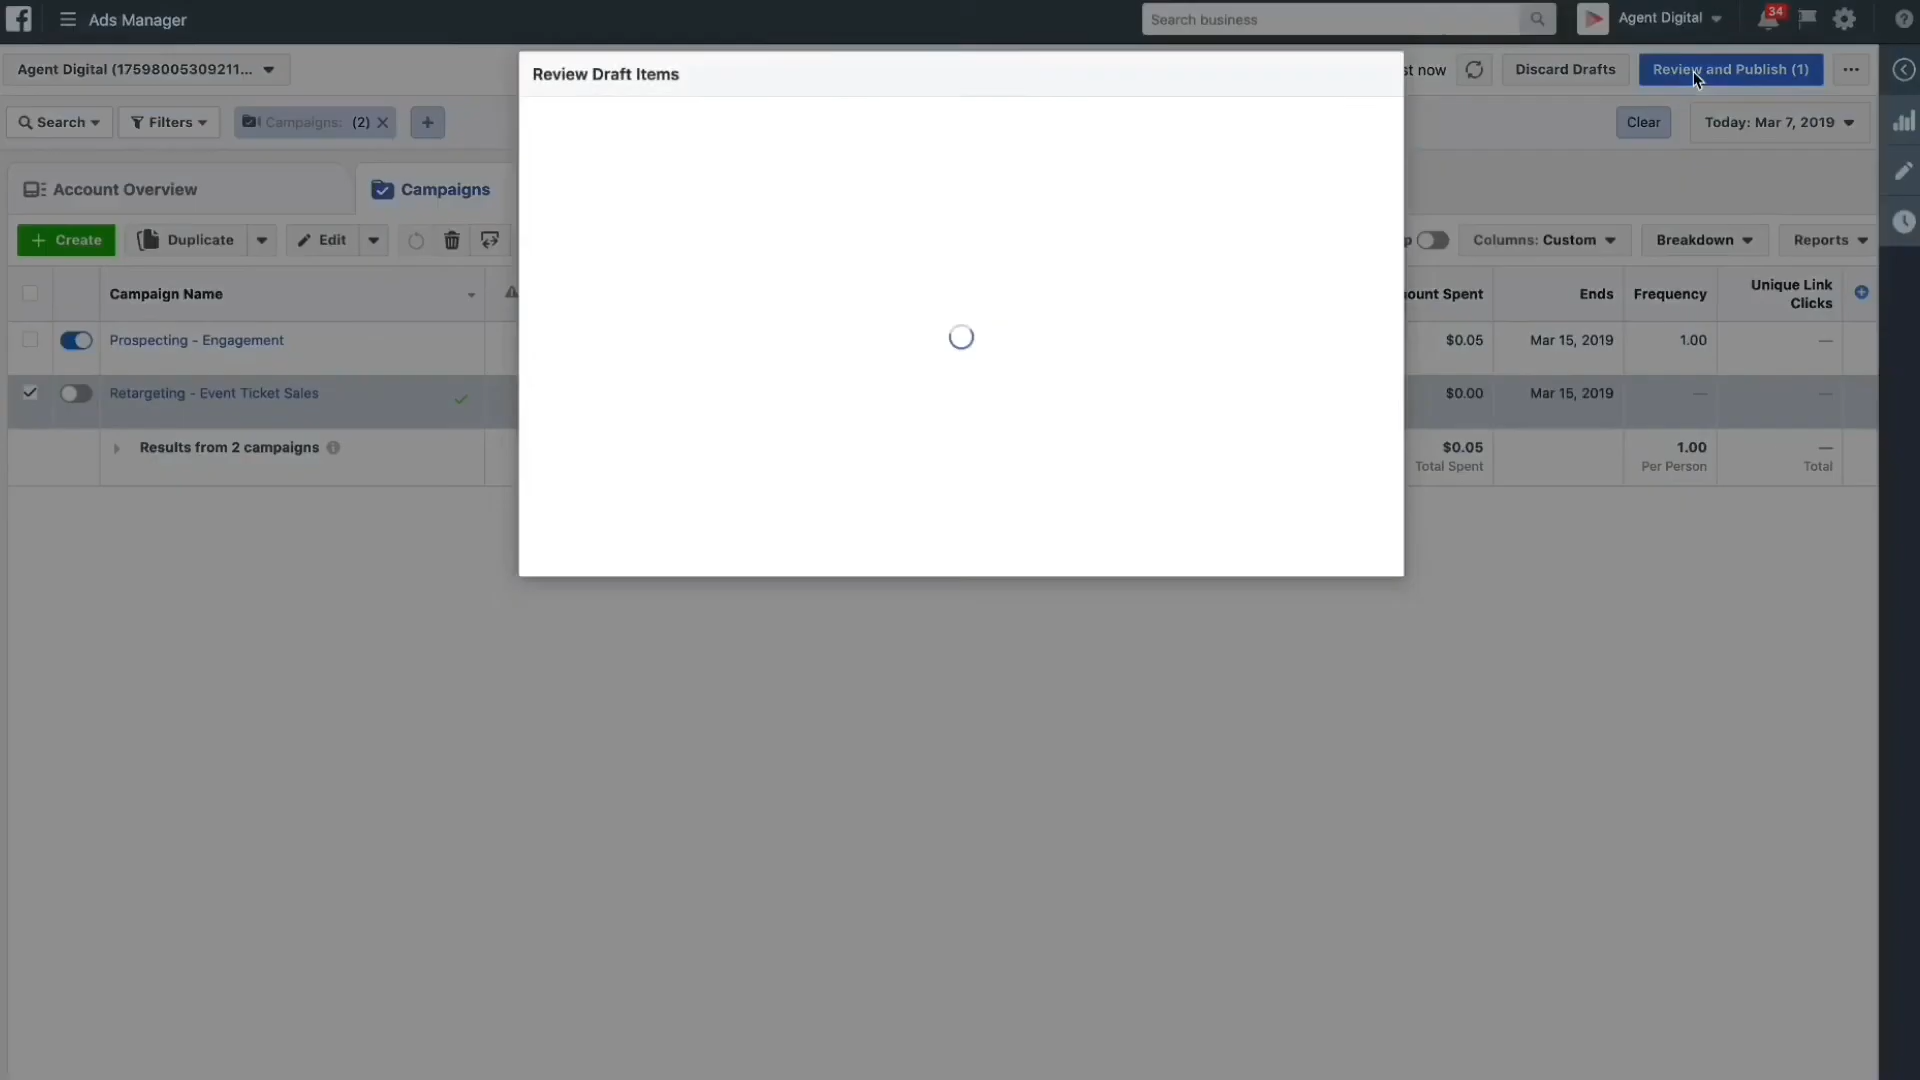 Ads Manager
Search business
Agent Digital
34
Agent Digital (17598005309211...
Review Draft Items
st now
Discard Drafts
Review and Publish (1)
Search
Filters
Campaigns: (2)
Clear
Today: Mar 7, 2019
Account Overview
Campaigns
+ Create
Duplicate
Edit
p
Columns: Custom
Breakdown
Reports
Campaign Name
ount Spent
Ends
Frequency
Unique Link
Clicks
Prospecting - Engagement
$0.05
Mar 15, 2019
1.00
—
Retargeting - Event Ticket Sales
$0.00
Mar 15, 2019
—
—
Results from 2 campaigns
$0.05
Total Spent
1.00
Per Person
—
Total